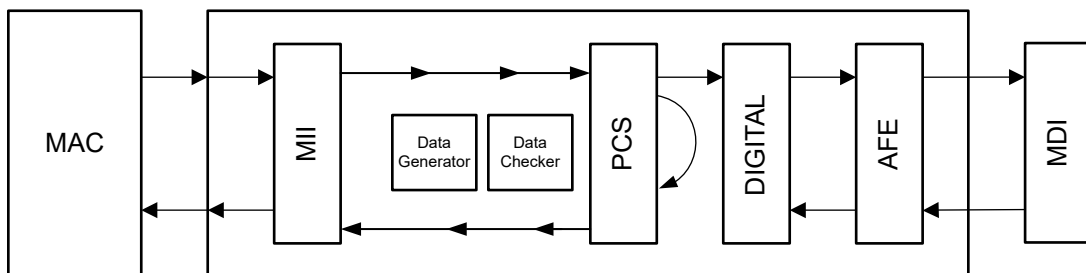 MAC
MII
Data
Generator
Data
Checker
PCS
DIGITAL
AFE
MDI